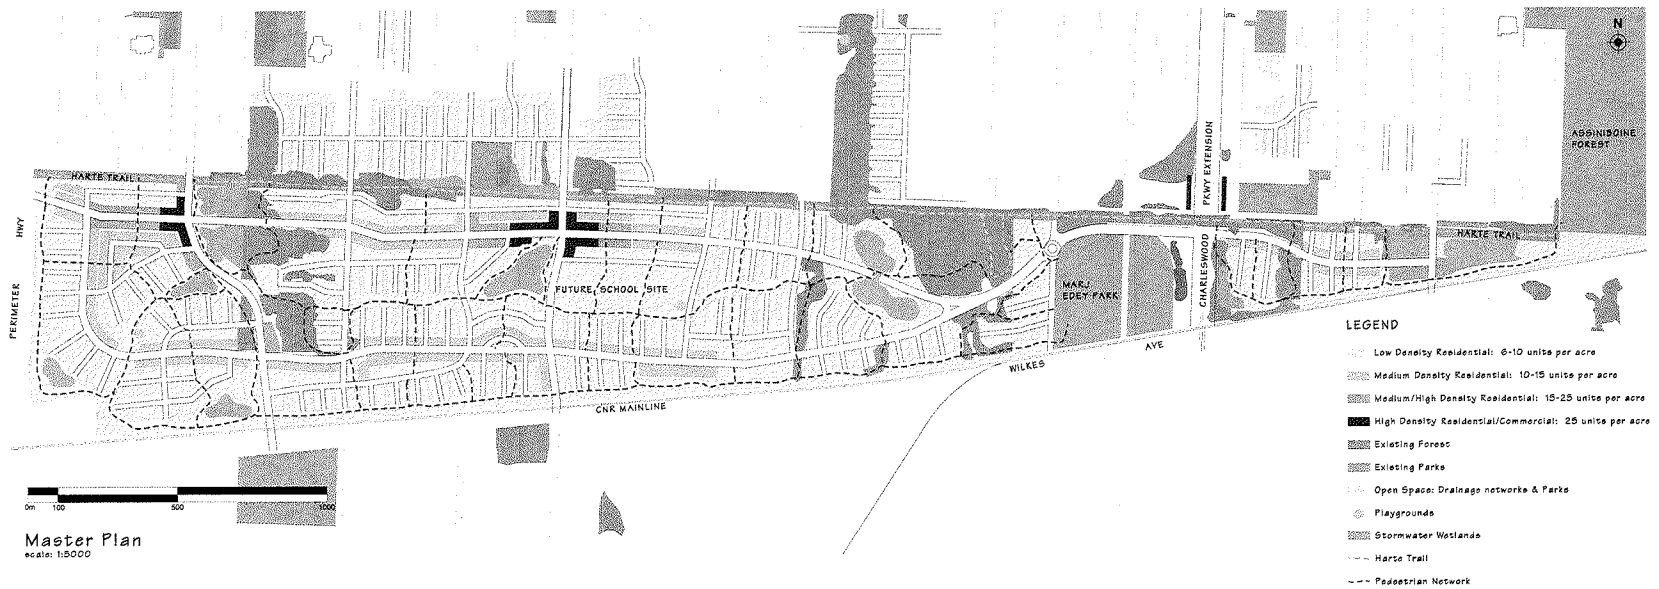 N
ASSINIBOINE
FOREST
PKWY EXTENSION
HARTE TRAIL
HWY
HARTE TRAIL
CHARLESWOOD
FUTURE SCHOOL SITE
MARJ
EDEY PARK
PERIMETER
LEGEND
AVE
Low Density Residential: 6-10 units per acre
WILKES
Medium Density Residential: 10-15 units per acre
Medium/High Density Residential: 15-25 units per acre
CNR MAINLINE
High Density Residential/Commercial: 25 units per acre
Existing Forest
Existing Parks
Open Space: Drainage networks & Parks
0m 100 500 1000
Playgrounds
Master Plan
Stormwater Wetlands
scale: 1:5000
Harte Trail
Pedestrian Network